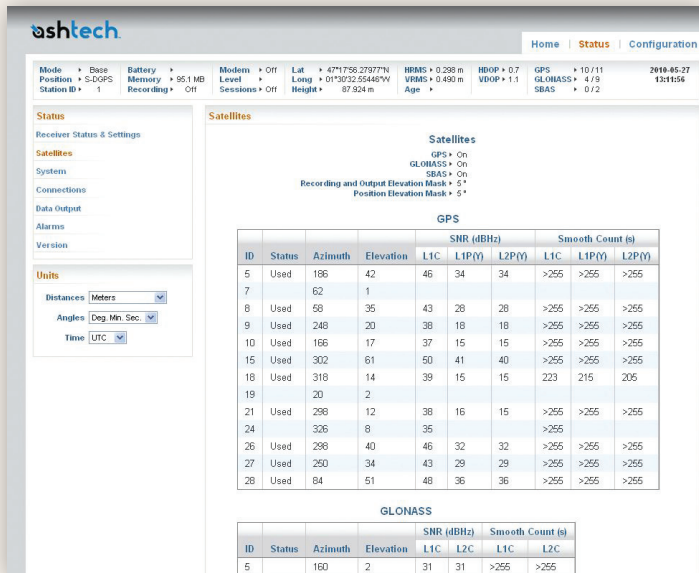 ashtech
Home | Status | Configuration
Mode ▸ Base Battery ▸ Modem ▸ Off Lat ▸ 47°17'56.27977"N HRMS ▸ 0.298 m HDOP ▸ 0.7 GPS ▸ 10 / 11 2010-05-27
Position ▸ S-DGPS Memory ▸ 95.1 MB Level ▸ Long ▸ 01°30'32.55446"W VRMS ▸ 0.490 m VDOP ▸ 1.1 GLONASS ▸ 4 / 9 13:11:56
Station ID ▸ 1 Recording ▸ Off Sessions ▸ Off Height ▸ 87.924 m Age ▸ SBAS ▸ 0 / 2
Status
Receiver Status & Settings
Satellites
System
Connections
Data Output
Alarms
Version
Units
Distances Meters
Angles Deg. Min. Sec.
Time UTC
Satellites
Satellites
GPS ▸ On
GLONASS ▸ On
SBAS ▸ On
Recording and Output Elevation Mask ▸ 5 °
Position Elevation Mask ▸ 5 °
GPS
SNR (dBHz) Smooth Count (s)
ID Status Azimuth Elevation L1C L1P(Y) L2P(Y) L1C L1P(Y) L2P(Y)
5 Used 186 42 46 34 34 >255 >255 >255
7 62 1
8 Used 58 35 43 28 28 >255 >255 >255
9 Used 248 20 38 18 18 >255 >255 >255
10 Used 166 17 37 15 15 >255 >255 >255
15 Used 302 61 50 41 40 >255 >255 >255
18 Used 318 14 39 15 15 223 215 205
19 20 2
21 Used 298 12 38 16 15 >255 >255 >255
24 326 8 35 >255
26 Used 298 40 46 32 32 >255 >255 >255
27 Used 250 34 43 29 29 >255 >255 >255
28 Used 84 51 48 36 36 >255 >255 >255
GLONASS
SNR (dBHz) Smooth Count (s)
ID Status Azimuth Elevation L1C L2C L1C L2C
5 160 2 31 31 >255 >255